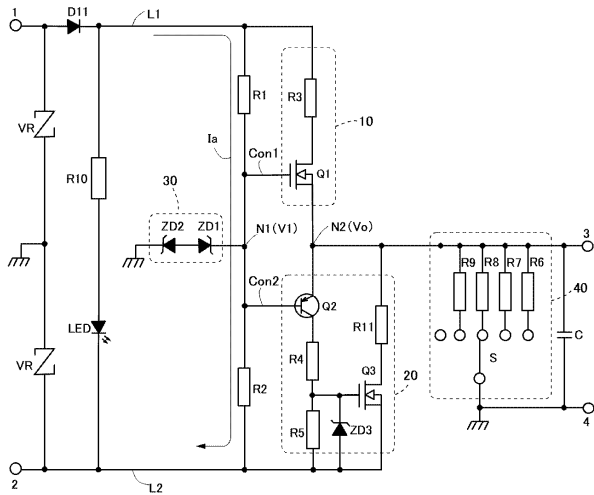 1
D11
L1
VR
R10
Ia
R1
R3
10
Con1
Q1
30
ZD2
ZD1
N1(V1)
N2(Vo)
3
R9
R8
R7
R6
40
Con2
Q2
R11
LED
VR
R2
R4
Q3
20
S
C
R5
ZD3
4
2
L2